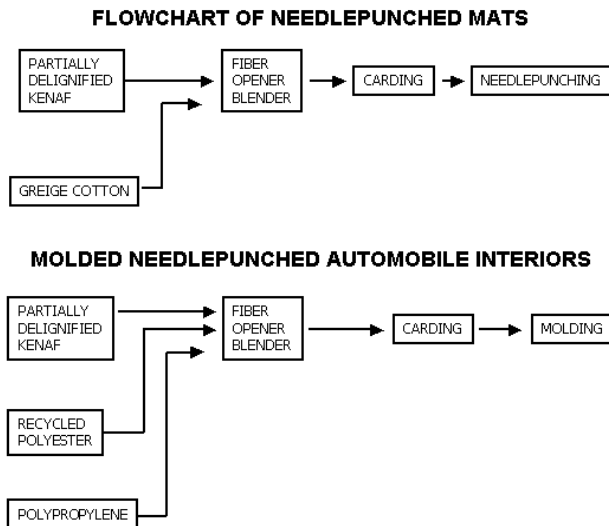 FLOWCHART OF NEEDLEPUNCHED MATS
PARTIALLY
DELIGNIFIED
KENAF
FIBER
OPENER
BLENDER
CARDING
NEEDLEPUNCHING
GREIGE COTTON
MOLDED NEEDLEPUNCHED AUTOMOBILE INTERIORS
PARTIALLY
DELIGNIFIED
KENAF
FIBER
OPENER
BLENDER
CARDING
MOLDING
RECYCLED
POLYESTER
POLYPROPYLENE